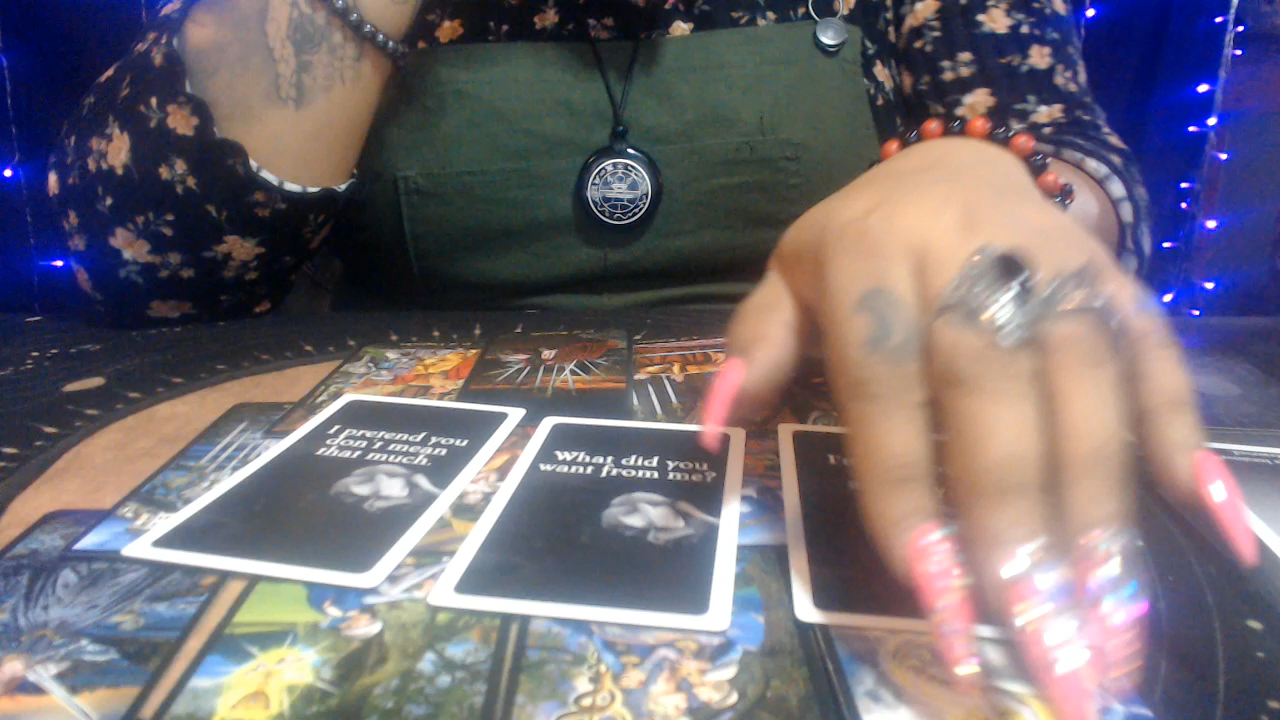 I pretend you
don't mean
that much.
What did you
want from me?